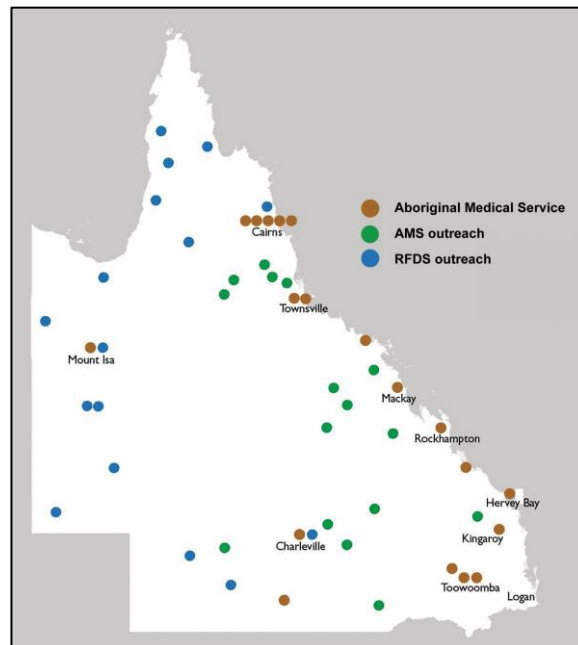 Aboriginal Medical Service
AMS outreach
RFDS outreach
Cairns
Townsville
Mount Isa
Mackay
Rockhampton
Hervey Bay
Kingaroy
Charleville
Toowoomba
Logan